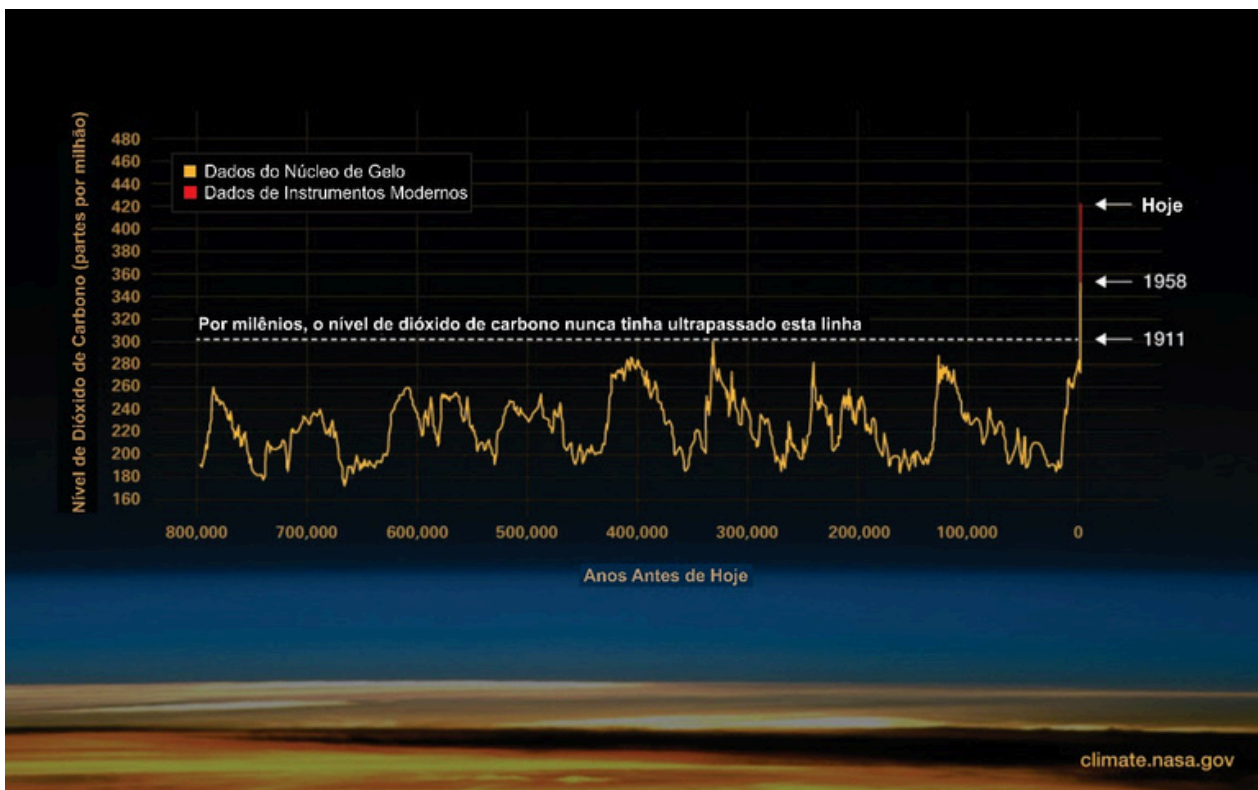 Nível de Dióxido de Carbono (partes por milhão)
480
460
440
420
400
380
360
340
320
300
280
260
240
220
200
180
160
Dados do Núcleo de Gelo
Dados de Instrumentos Modernos
Por milênios, o nível de dióxido de carbono nunca tinha ultrapassado esta linha
Hoje
1958
1911
800,000 700,000 600,000 500,000 400,000 300,000 200,000 100,000 0
Anos Antes de Hoje
climate.nasa.gov